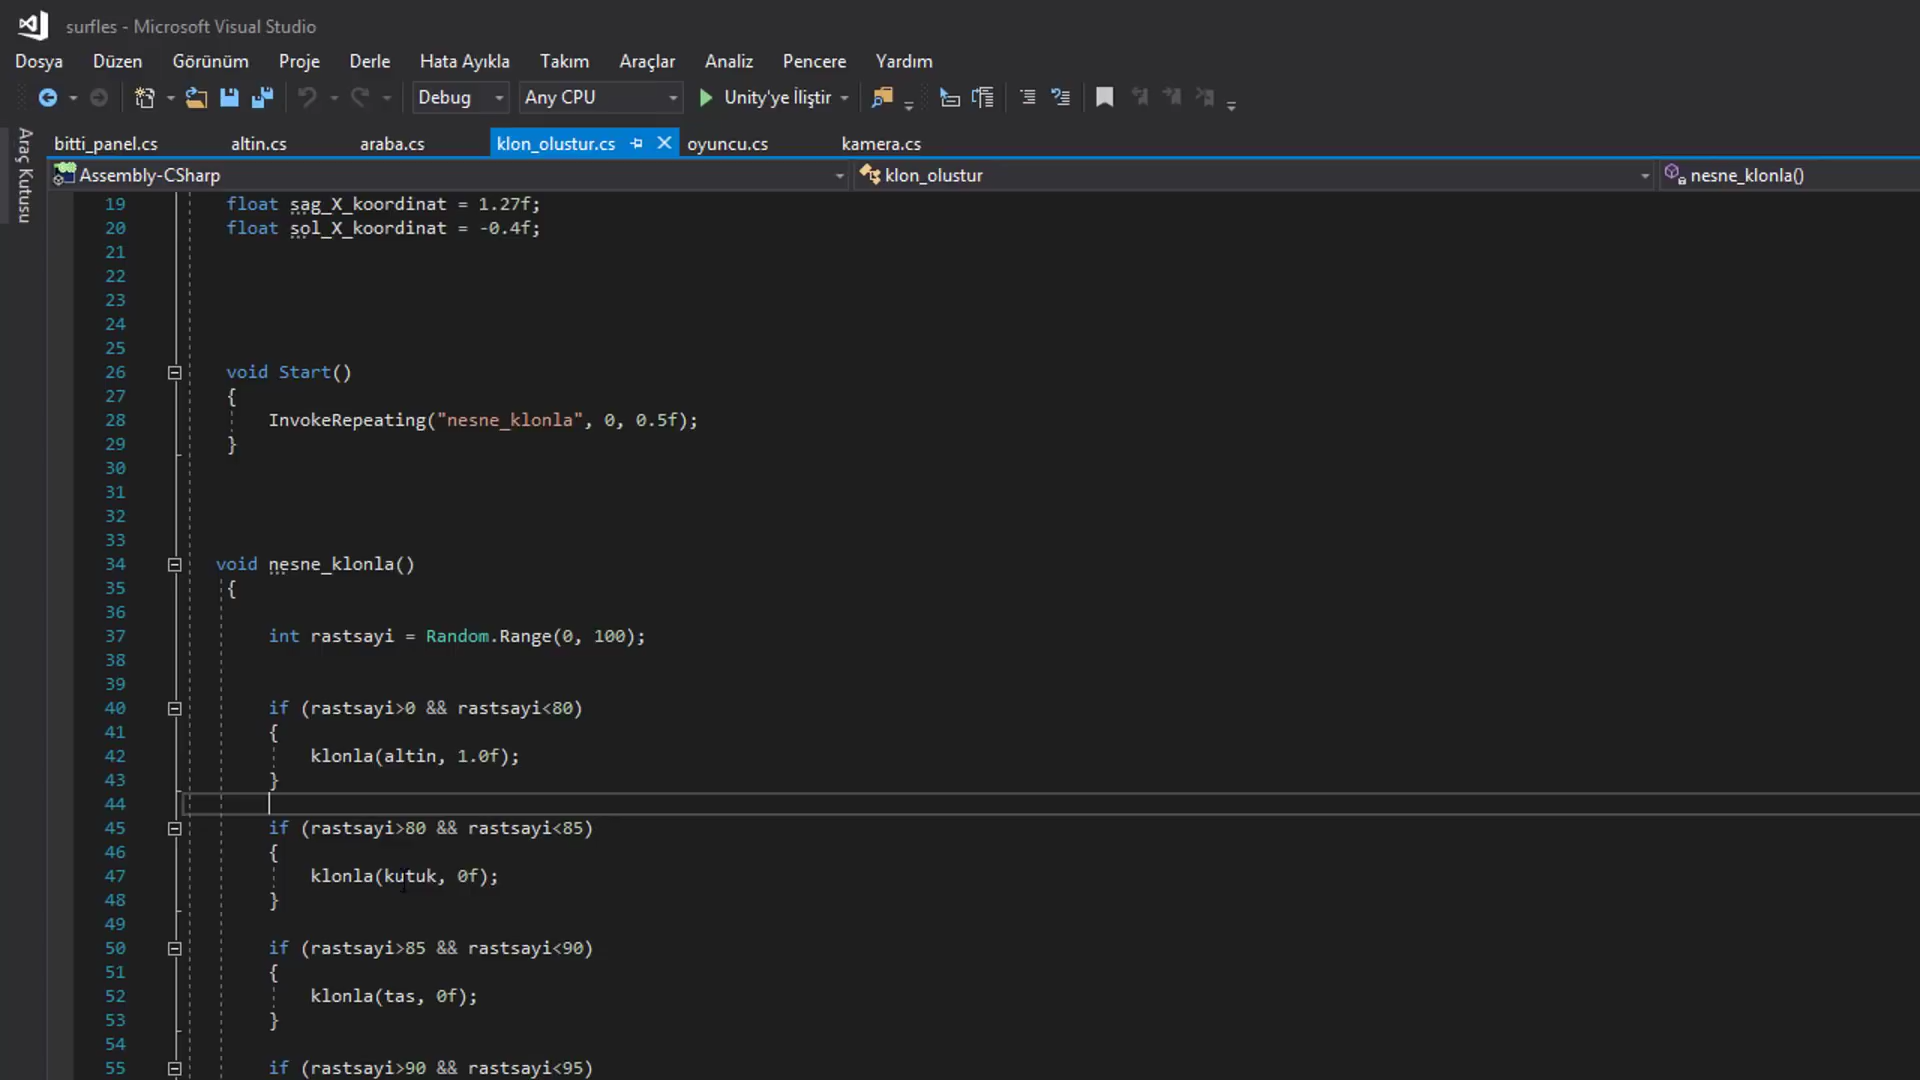 surfles - Microsoft Visual Studio
Dosya Düzen Görünüm Proje Derle Hata Ayıkla Takım Araçlar Analiz Pencere Yardım
Debug Any CPU Unity'ye İliştir
Araç Kutusu
bitti_panel.cs altin.cs araba.cs klon_olustur.cs oyuncu.cs kamera.cs
Assembly-CSharp klon_olustur nesne_klonla()
19 float sag_X_koordinat = 1.27f;
20 float sol_X_koordinat = -0.4f;
21
22
23
24
25
26 void Start()
27 {
28 InvokeRepeating("nesne_klonla", 0, 0.5f);
29 }
30
31
32
33
34 void nesne_klonla()
35 {
36
37 int rastsayi = Random.Range(0, 100);
38
39
40 if (rastsayi>0 && rastsayi<80)
41 {
42 klonla(altin, 1.0f);
43 }
44
45 if (rastsayi>80 && rastsayi<85)
46 {
47 klonla(kutuk, 0f);
48 }
49
50 if (rastsayi>85 && rastsayi<90)
51 {
52 klonla(tas, 0f);
53 }
54
55 if (rastsayi>90 && rastsayi<95)